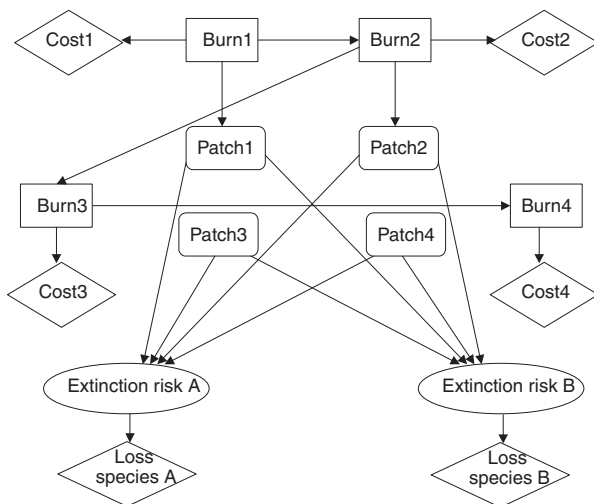 Cost1
Burn1
Burn2
Cost2
Patch1
Patch2
Burn3
Burn4
Patch3
Patch4
Cost3
Cost4
Extinction risk A
Extinction risk B
Loss
species A
Loss
species B